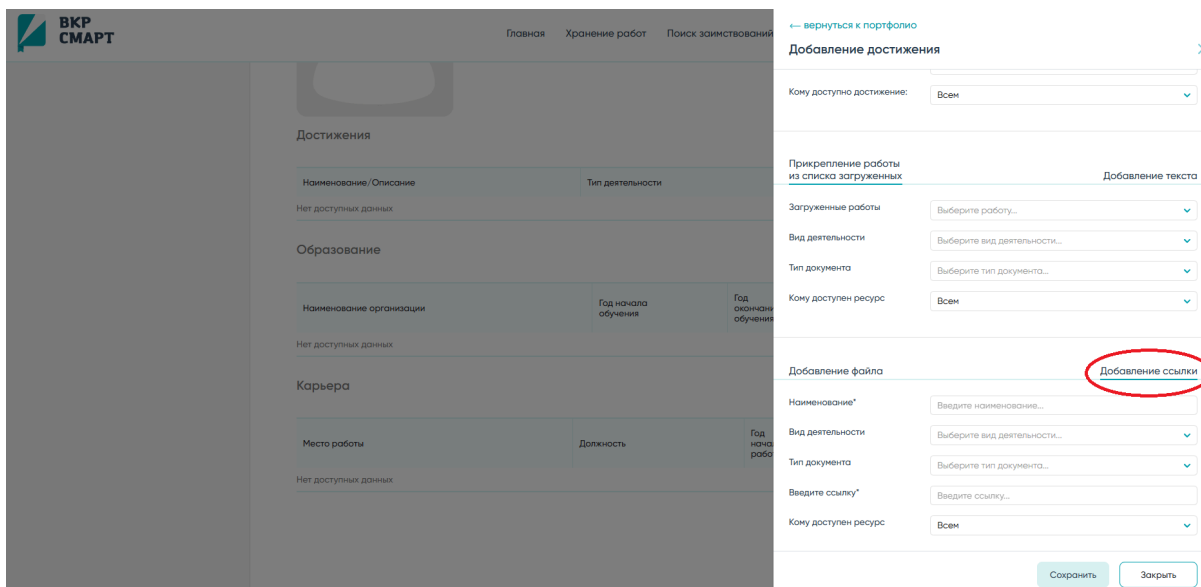 ВКР
СМАРТ
Главная Хранение работ Поиск заимствований
Достижения
Наименование/Описание Тип деятельности
Нет доступных данных
Образование
Наименование организации Год начала обучения Год окончания обучения
Нет доступных данных
Карьера
Место работы Должность Год
Нет доступных данных
← вернуться к портфолио
Добавление достижения
Кому доступно достижение: Всем
Прикрепление работы
из списка загруженных Добавление текста
Загруженные работы Выберите работу...
Вид деятельности Выберите вид деятельности...
Тип документа Выберите тип документа...
Кому доступен ресурс Всем
Добавление файла Добавление ссылки
Наименование* Введите наименование...
Вид деятельности Выберите вид деятельности...
Тип документа Выберите тип документа...
Введите ссылку* Введите ссылку...
Кому доступен ресурс Всем
Сохранить Закрыть